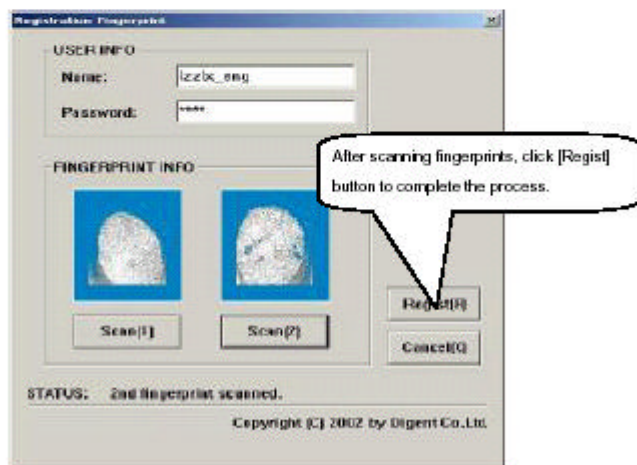 Registration Fingerprint
USER INFO
Name:
Password: ****
After scanning fingerprints, click [Regist]
button to complete the process.
FINGERPRINT INFO
Scan(1)
Scan(2)
Regist(R)
Cancel(C)
STATUS: 2nd fingerprint scanned.
Copyright (C) 2002 by Digent Co.Ltd.